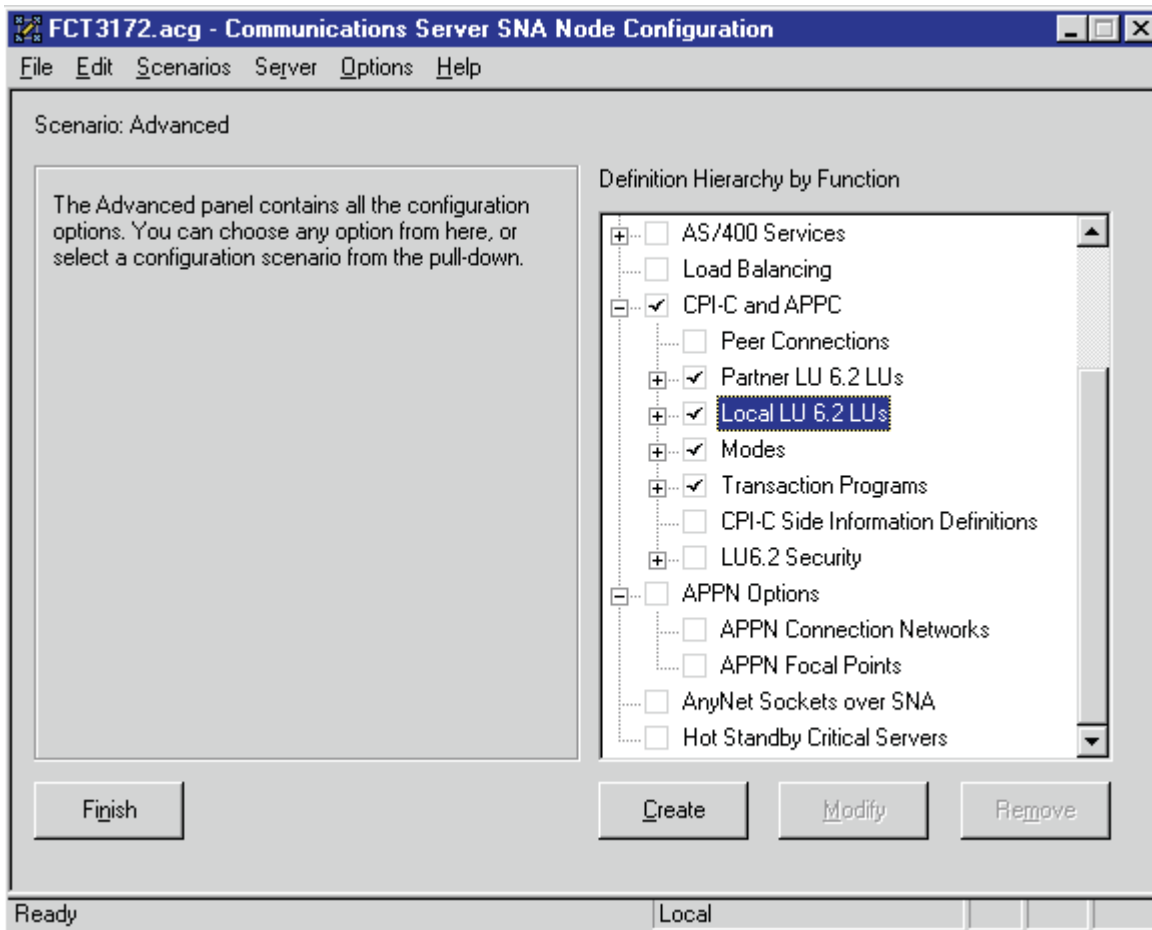 FCT3172.acg - Communications Server SNA Node Configuration
File Edit Scenarios Server Options Help
Scenario: Advanced
The Advanced panel contains all the configuration
options. You can choose any option from here, or
select a configuration scenario from the pull-down.
Definition Hierarchy by Function
AS/400 Services
Load Balancing
CPI-C and APPC
Peer Connections
Partner LU 6.2 LUs
Local LU 6.2 LUs
Modes
Transaction Programs
CPI-C Side Information Definitions
LU6.2 Security
APPN Options
APPN Connection Networks
APPN Focal Points
AnyNet Sockets over SNA
Hot Standby Critical Servers
Finish Create Modify Remove
Ready Local